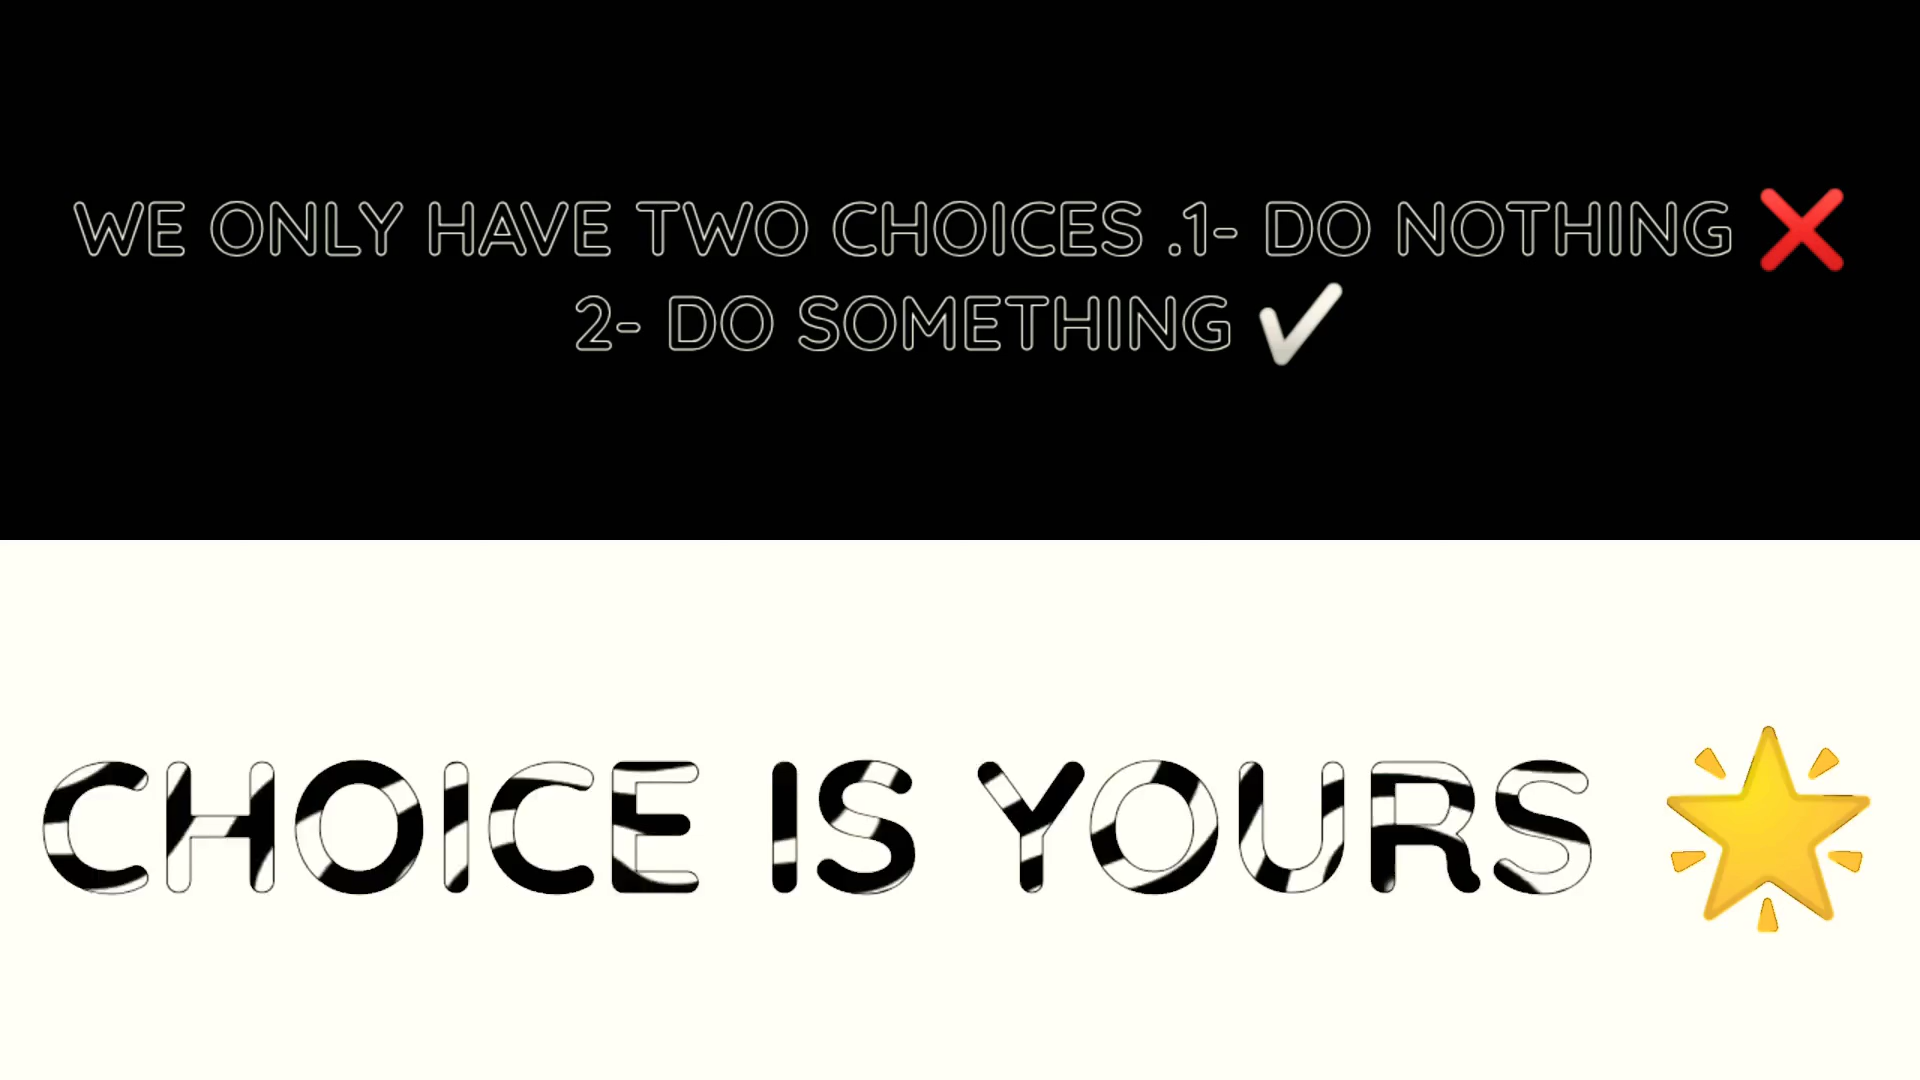 WE ONLY HAVE TWO CHOICES .1- DO NOTHING ❌
2- DO SOMETHING ✔
CHOICE IS YOURS 🌟